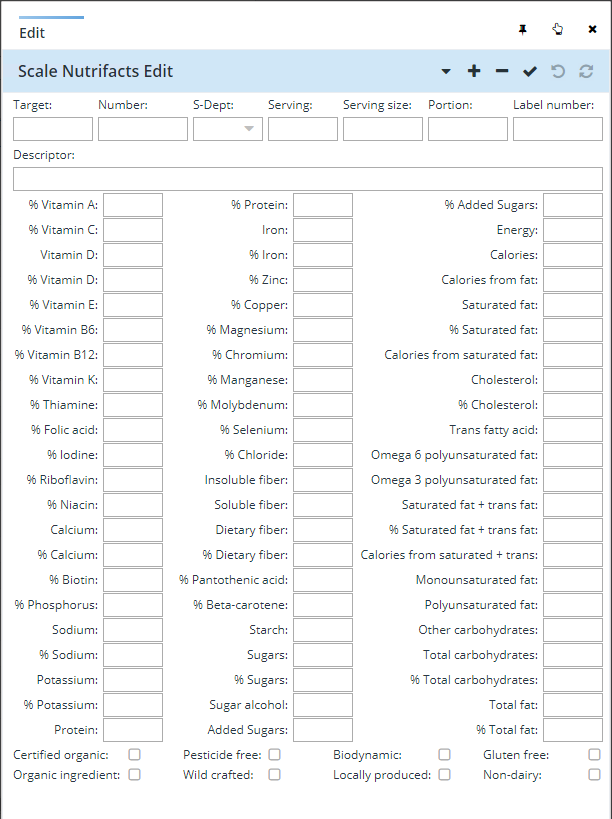 Edit
Scale Nutrifacts Edit
Target: Number: S-Dept: Serving: Serving size: Portion: Label number:
Descriptor:
% Vitamin A: % Protein: % Added Sugars:
% Vitamin C: Iron: Energy:
Vitamin D: % Iron: Calories:
% Vitamin D: % Zinc: Calories from fat:
% Vitamin E: % Copper: Saturated fat:
% Vitamin B6: % Magnesium: % Saturated fat:
% Vitamin B12: % Chromium: Calories from saturated fat:
% Vitamin K: % Manganese: Cholesterol:
% Thiamine: % Molybdenum: % Cholesterol:
% Folic acid: % Selenium: Trans fatty acid:
% Iodine: % Chloride: Omega 6 polyunsaturated fat:
% Riboflavin: Insoluble fiber: Omega 3 polyunsaturated fat:
% Niacin: Soluble fiber: Saturated fat + trans fat:
Calcium: Dietary fiber: % Saturated fat + trans fat:
% Calcium: % Dietary fiber: Calories from saturated + trans:
% Biotin: % Pantothenic acid: Monounsaturated fat:
% Phosphorus: % Beta-carotene: Polyunsaturated fat:
Sodium: Starch: Other carbohydrates:
% Sodium: Sugars: Total carbohydrates:
Potassium: % Sugars: % Total carbohydrates:
% Potassium: Sugar alcohol: Total fat:
Protein: Added Sugars: % Total fat:
Certified organic: Pesticide free: Biodynamic: Gluten free:
Organic ingredient: Wild crafted: Locally produced: Non-dairy: